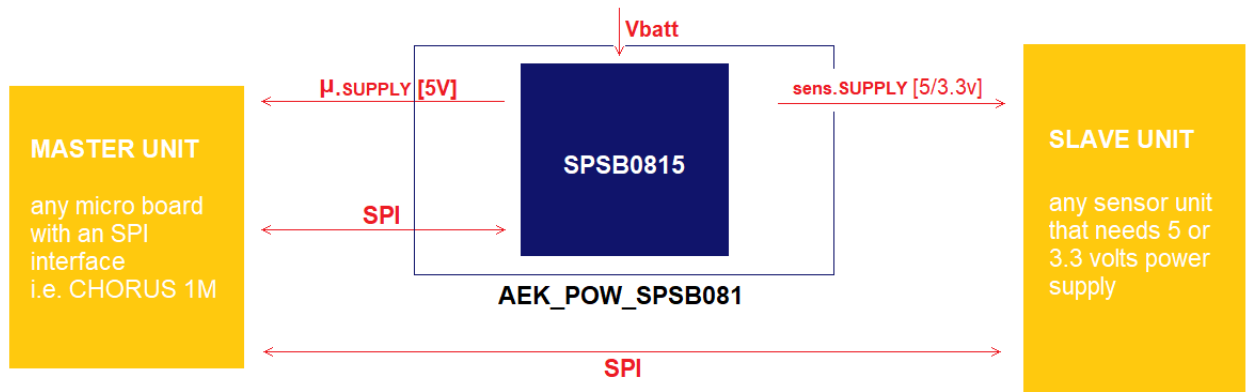 Vbatt
μ.SUPPLY [5V]
sens.SUPPLY [5/3.3v]
MASTER UNIT
any micro board
with an SPI
interface
i.e. CHORUS 1M
SPSB0815
SPI
SLAVE UNIT
any sensor unit
that needs 5 or
3.3 volts power
supply
AEK_POW_SPSB081
SPI